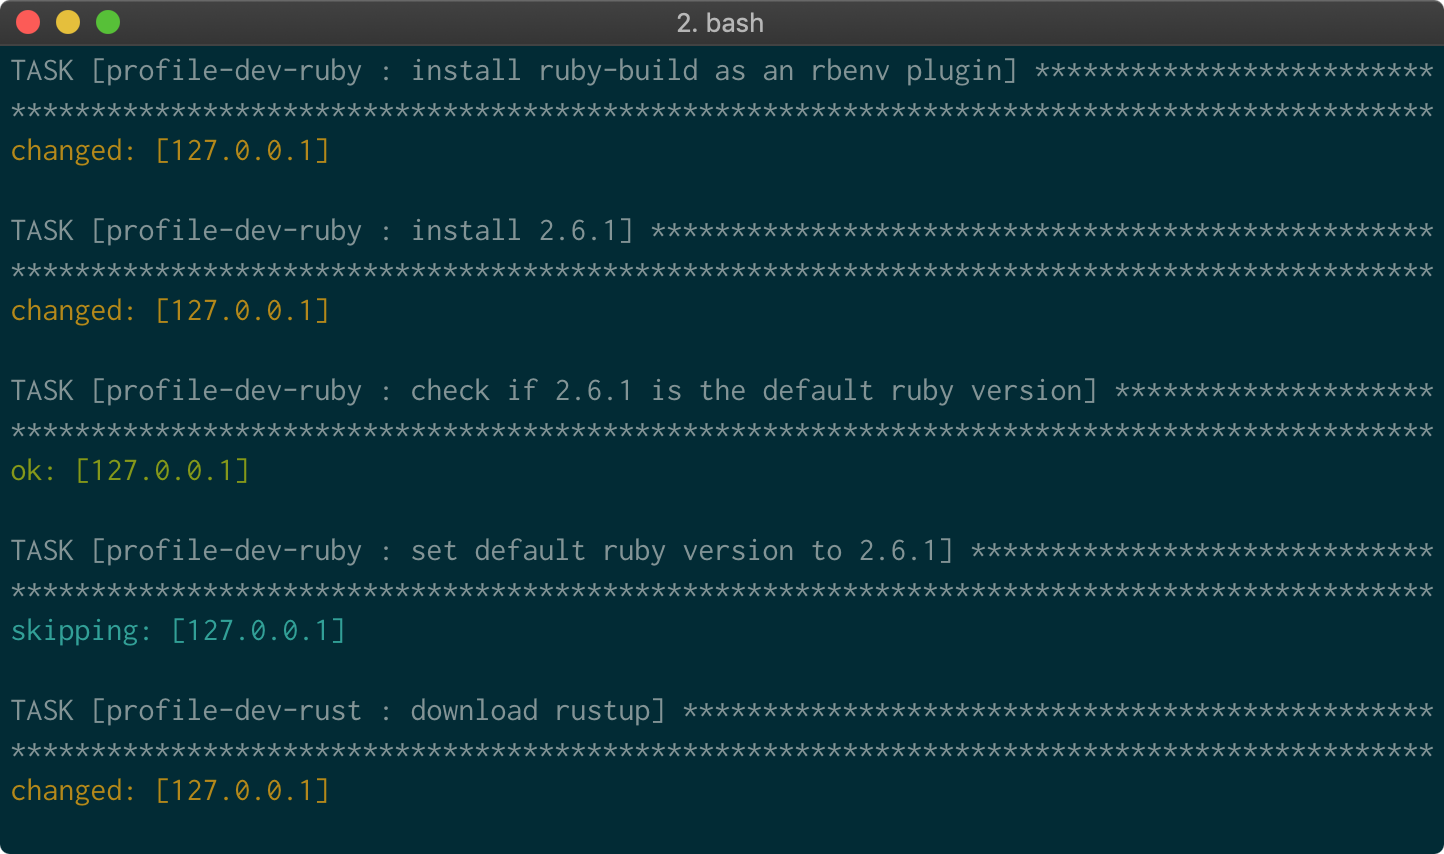 2. bash
TASK [profile-dev-ruby : install ruby-build as an rbenv plugin] *************************
*****************************************************************************************
changed: [127.0.0.1]
TASK [profile-dev-ruby : install 2.6.1] *************************************************
*****************************************************************************************
changed: [127.0.0.1]
TASK [profile-dev-ruby : check if 2.6.1 is the default ruby version] ********************
*****************************************************************************************
ok: [127.0.0.1]
TASK [profile-dev-ruby : set default ruby version to 2.6.1] *****************************
*****************************************************************************************
skipping: [127.0.0.1]
TASK [profile-dev-rust : download rustup] ***********************************************
*****************************************************************************************
changed: [127.0.0.1]